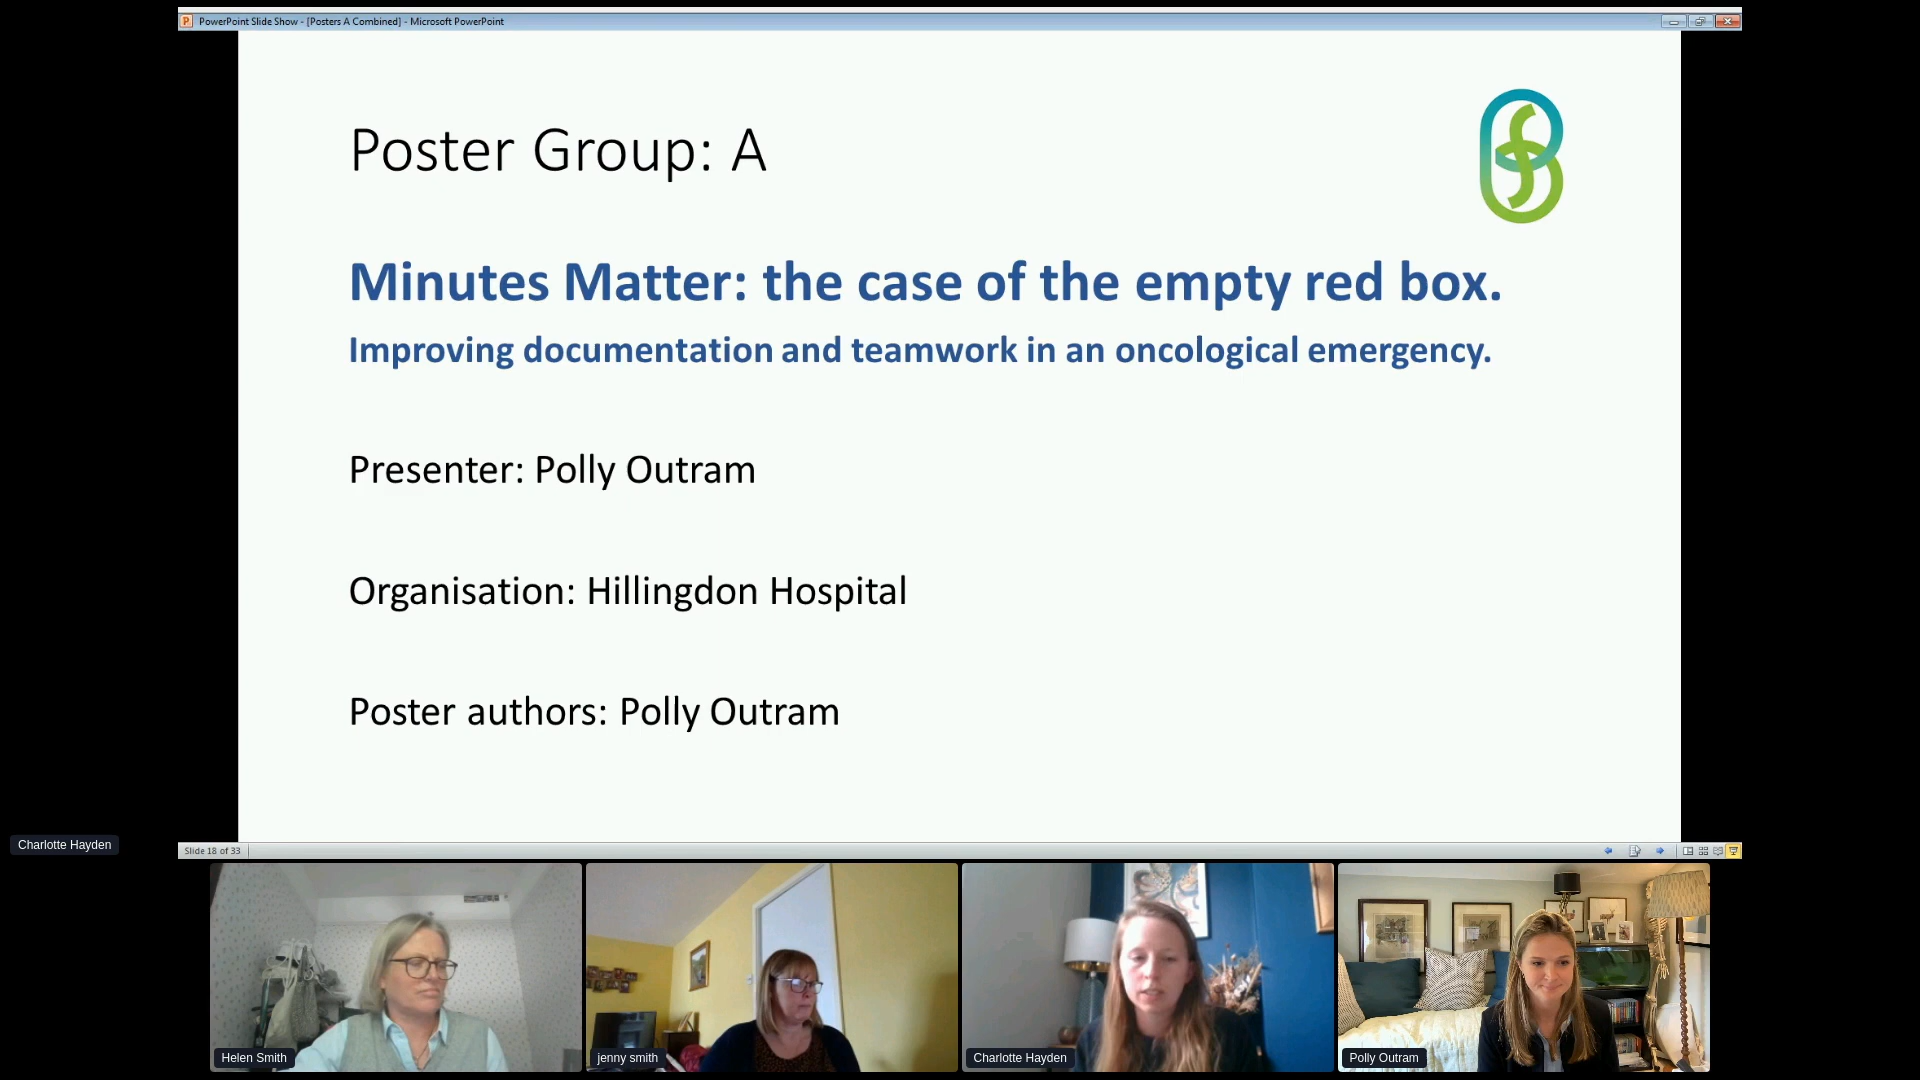 PowerPoint Slide Show - [Posters A Combined] - Microsoft PowerPoint
Poster Group: A
Minutes Matter: the case of the empty red box.
Improving documentation and teamwork in an oncological emergency.
Presenter: Polly Outram
Organisation: Hillingdon Hospital
Poster authors: Polly Outram
Charlotte Hayden
Slide 18 of 33
Helen Smith
jenny smith
Charlotte Hayden
Polly Outram